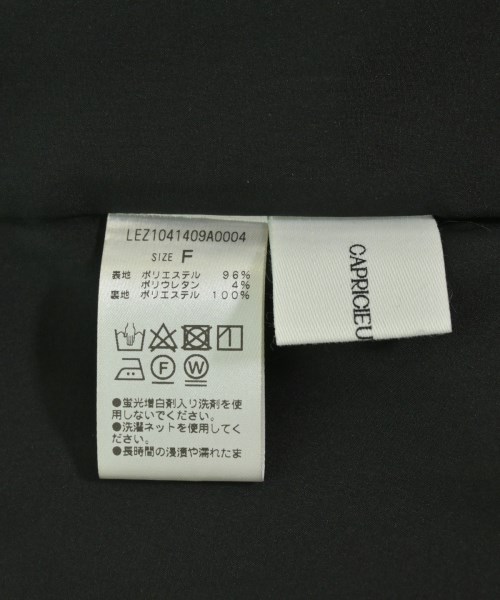 LEZ1041409A0004
SIZE F
表地 ポリエステル 96%
ポリウレタン 4%
裏地 ポリエステル 100%
F W
●蛍光増白剤入り洗剤を使
用しないでください。
●洗濯ネットを使用してく
ださい。
●長時間の浸漬や濡れたま
CAPRICIEU